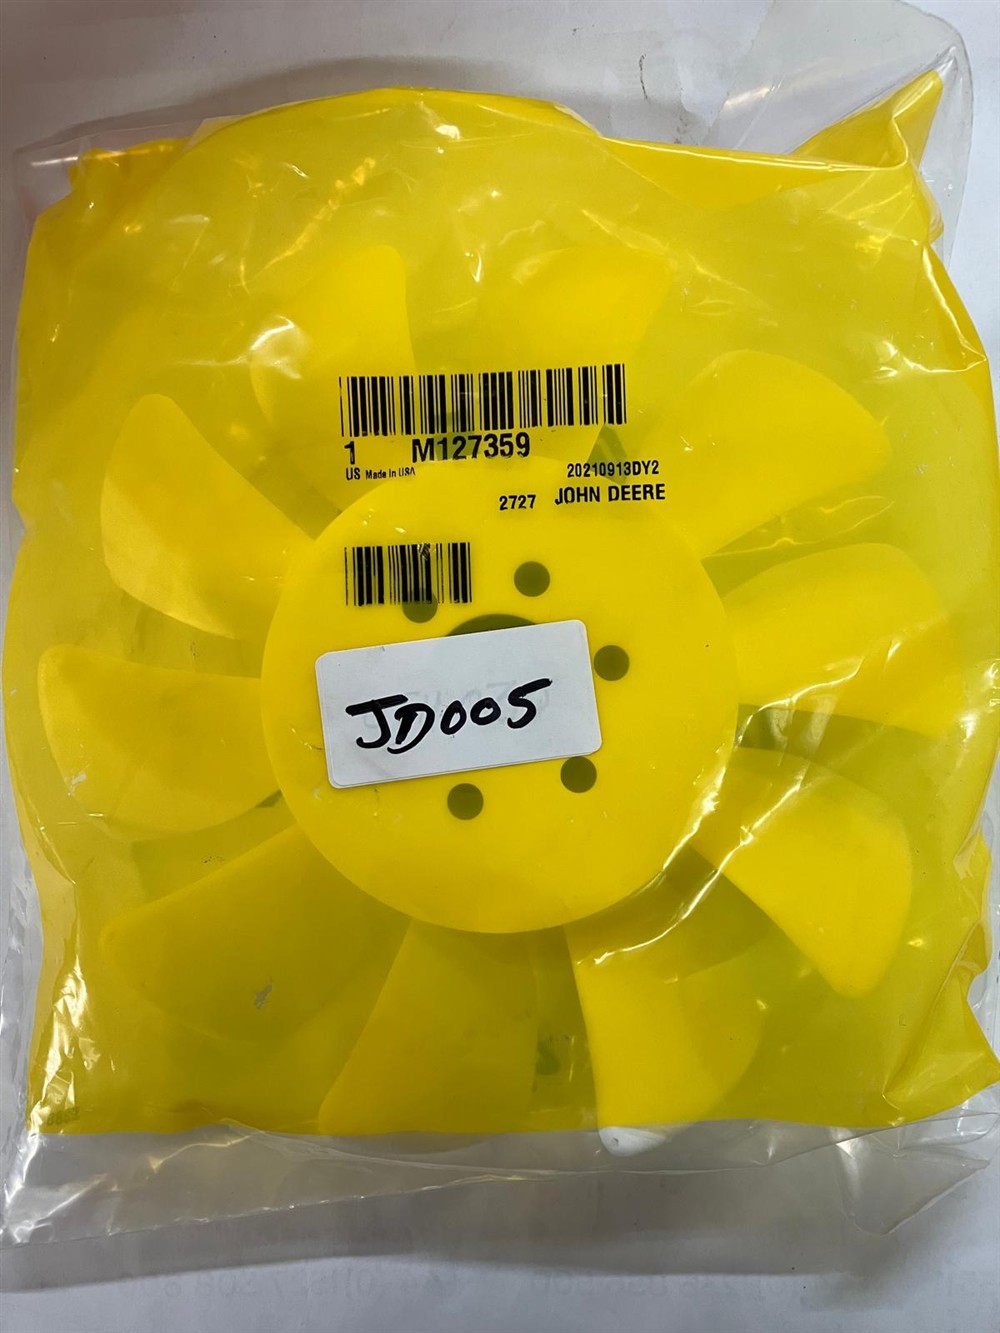 1 M127359
US Made in USA
20210913DY2
2727 JOHN DEERE
JD005